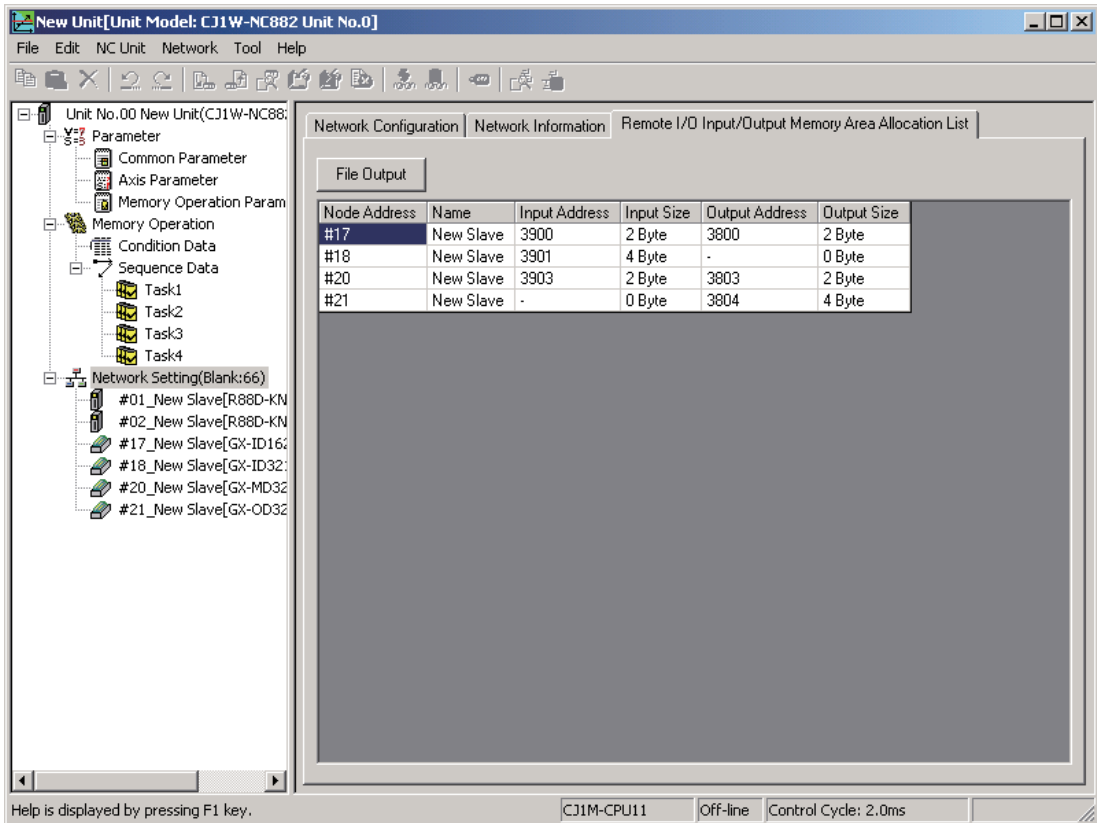 New Unit[Unit Model: CJ1W-NC882 Unit No.0]
File Edit NC Unit Network Tool Help
Unit No.00 New Unit(CJ1W-NC88
Parameter
Common Parameter
Axis Parameter
Memory Operation Param
Memory Operation
Condition Data
Sequence Data
Task1
Task2
Task3
Task4
Network Setting(Blank:66)
#01_New Slave[R88D-KN
#02_New Slave[R88D-KN
#17_New Slave[GX-ID162
#18_New Slave[GX-ID321
#20_New Slave[GX-MD32
#21_New Slave[GX-OD32
Network Configuration Network Information Remote I/O Input/Output Memory Area Allocation List
File Output
Node Address Name Input Address Input Size Output Address Output Size
#17 New Slave 3900 2 Byte 3800 2 Byte
#18 New Slave 3901 4 Byte - 0 Byte
#20 New Slave 3903 2 Byte 3803 2 Byte
#21 New Slave - 0 Byte 3804 4 Byte
Help is displayed by pressing F1 key. CJ1M-CPU11 Off-line Control Cycle: 2.0ms